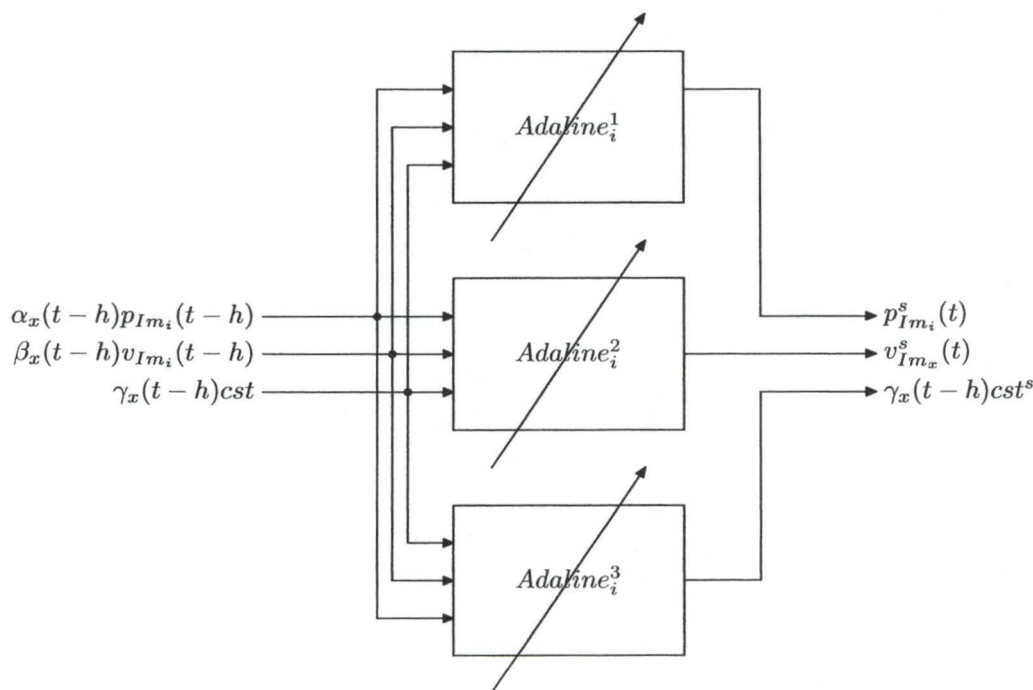 Adaline_i^1
α_x(t − h)p_{Im_i}(t − h)
β_x(t − h)v_{Im_i}(t − h)
γ_x(t − h)cst
Adaline_i^2
p^s_{Im_i}(t)
v^s_{Im_x}(t)
γ_x(t − h)cst^s
Adaline_i^3